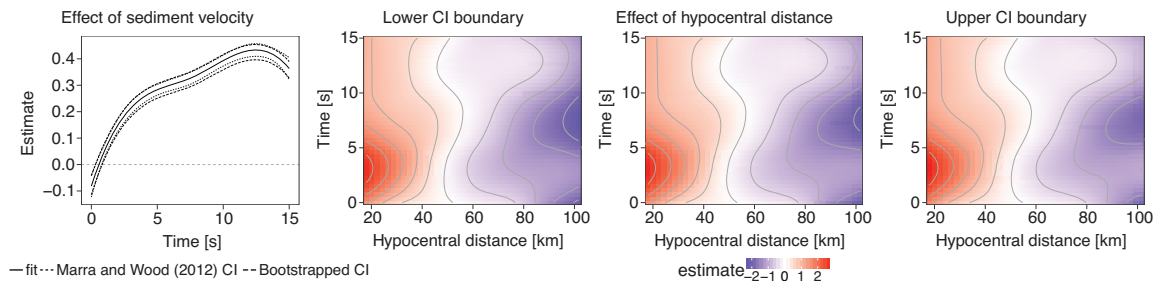 Effect of sediment velocity
Lower CI boundary
Effect of hypocentral distance
Upper CI boundary
Estimate
0.4
0.3
0.2
0.1
0.0
−0.1
0 5 10 15
Time [s]
Time [s]
15
10
5
0
20 40 60 80 100
Hypocentral distance [km]
Time [s]
15
10
5
0
20 40 60 80 100
Hypocentral distance [km]
Time [s]
15
10
5
0
20 40 60 80 100
Hypocentral distance [km]
fit Marra and Wood (2012) CI Bootstrapped CI
estimate
−2 −1 0 1 2